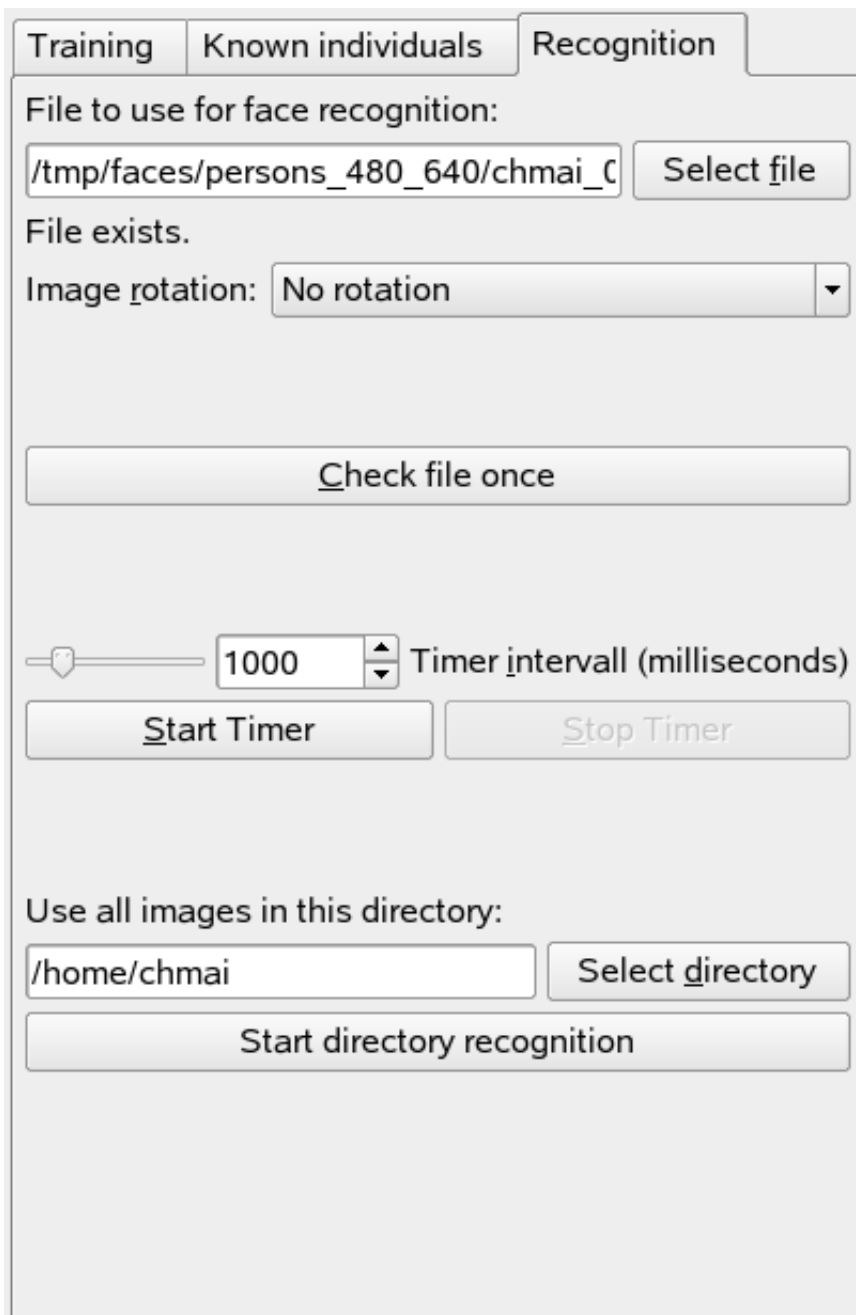 Training Known individuals Recognition
File to use for face recognition:
/tmp/faces/persons_480_640/chmai_0 Select file
File exists.
Image rotation: No rotation
Check file once
1000 Timer intervall (milliseconds)
Start Timer Stop Timer
Use all images in this directory:
/home/chmai Select directory
Start directory recognition